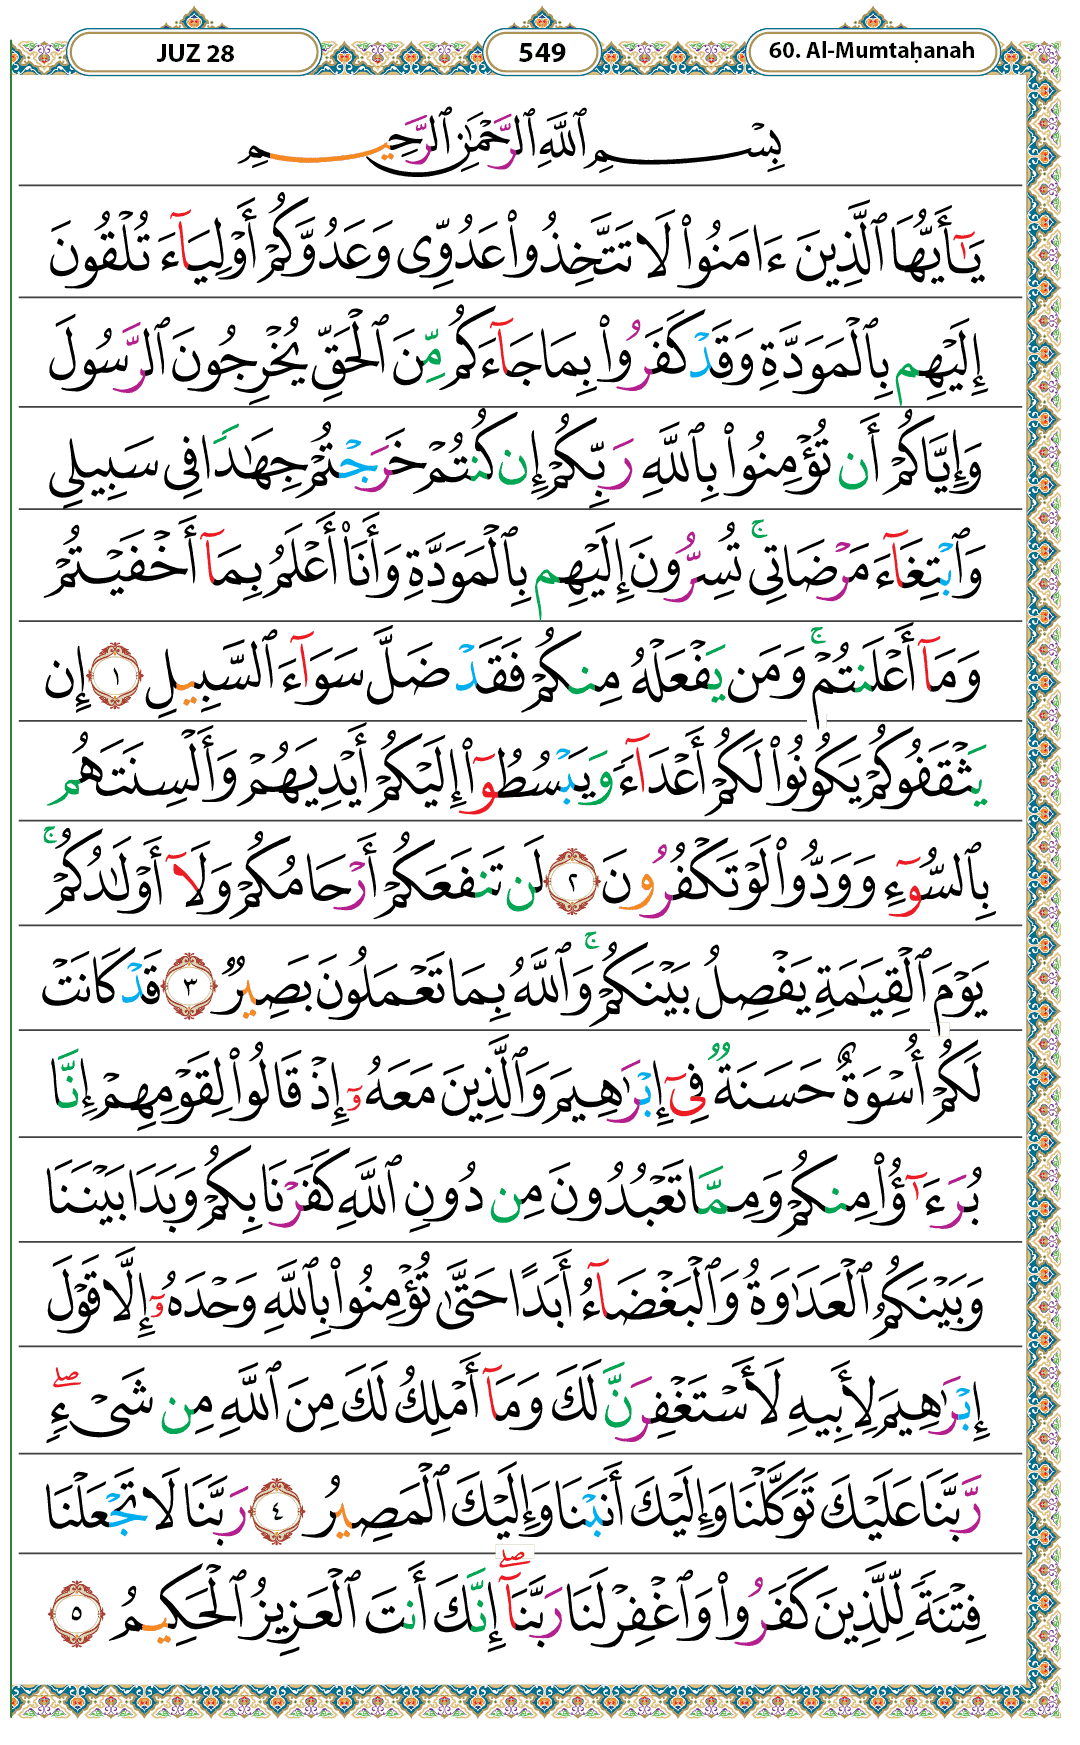 JUZ 28
549
60. Al-Mumtaḥanah
بِسْمِ ٱللَّهِ ٱلرَّحْمَٰنِ ٱلرَّحِيمِ
يَٰٓأَيُّهَا ٱلَّذِينَ ءَامَنُوا۟ لَا تَتَّخِذُوا۟ عَدُوِّى وَعَدُوَّكُمْ أَوْلِيَآءَ تُلْقُونَ
إِلَيْهِم بِٱلْمَوَدَّةِ وَقَدْ كَفَرُوا۟ بِمَا جَآءَكُم مِّنَ ٱلْحَقِّ يُخْرِجُونَ ٱلرَّسُولَ
وَإِيَّاكُمْ أَن تُؤْمِنُوا۟ بِٱللَّهِ رَبِّكُمْ إِن كُنتُمْ خَرَجْتُمْ جِهَٰدًا فِى سَبِيلِى
وَٱبْتِغَآءَ مَرْضَاتِى ۚ تُسِرُّونَ إِلَيْهِم بِٱلْمَوَدَّةِ وَأَنَا۠ أَعْلَمُ بِمَآ أَخْفَيْتُمْ
وَمَآ أَعْلَنتُمْ ۚ وَمَن يَفْعَلْهُ مِنكُمْ فَقَدْ ضَلَّ سَوَآءَ ٱلسَّبِيلِ ١ إِن
يَثْقَفُوكُمْ يَكُونُوا۟ لَكُمْ أَعْدَآءً وَيَبْسُطُوٓا۟ إِلَيْكُمْ أَيْدِيَهُمْ وَأَلْسِنَتَهُم
بِٱلسُّوٓءِ وَوَدُّوا۟ لَوْ تَكْفُرُونَ ٢ لَن تَنفَعَكُمْ أَرْحَامُكُمْ وَلَآ أَوْلَٰدُكُمْ ۚ
يَوْمَ ٱلْقِيَٰمَةِ يَفْصِلُ بَيْنَكُمْ ۚ وَٱللَّهُ بِمَا تَعْمَلُونَ بَصِيرٌ ٣ قَدْ كَانَتْ
لَكُمْ أُسْوَةٌ حَسَنَةٌ فِىٓ إِبْرَٰهِيمَ وَٱلَّذِينَ مَعَهُۥٓ إِذْ قَالُوا۟ لِقَوْمِهِمْ إِنَّا
بُرَءَٰٓؤُا۟ مِنكُمْ وَمِمَّا تَعْبُدُونَ مِن دُونِ ٱللَّهِ كَفَرْنَا بِكُمْ وَبَدَا بَيْنَنَا
وَبَيْنَكُمُ ٱلْعَدَٰوَةُ وَٱلْبَغْضَآءُ أَبَدًا حَتَّىٰ تُؤْمِنُوا۟ بِٱللَّهِ وَحْدَهُۥٓ إِلَّا قَوْلَ
إِبْرَٰهِيمَ لِأَبِيهِ لَأَسْتَغْفِرَنَّ لَكَ وَمَآ أَمْلِكُ لَكَ مِنَ ٱللَّهِ مِن شَىْءٍ ۖ
رَّبَّنَا عَلَيْكَ تَوَكَّلْنَا وَإِلَيْكَ أَنَبْنَا وَإِلَيْكَ ٱلْمَصِيرُ ٤ رَبَّنَا لَا تَجْعَلْنَا
فِتْنَةً لِّلَّذِينَ كَفَرُوا۟ وَٱغْفِرْ لَنَا رَبَّنَآ ۖ إِنَّكَ أَنتَ ٱلْعَزِيزُ ٱلْحَكِيمُ ٥